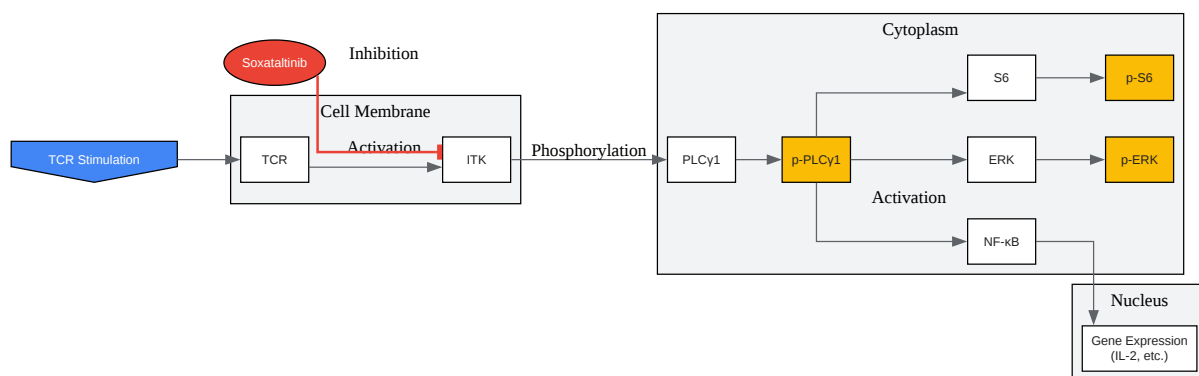 Cytoplasm
Inhibition
Soxataltinib
S6
p-S6
Cell Membrane
Activation
TCR Stimulation
TCR
ITK
Phosphorylation
PLCγ1
p-PLCγ1
ERK
p-ERK
Activation
NF-κB
Nucleus
Gene Expression
(IL-2, etc.)